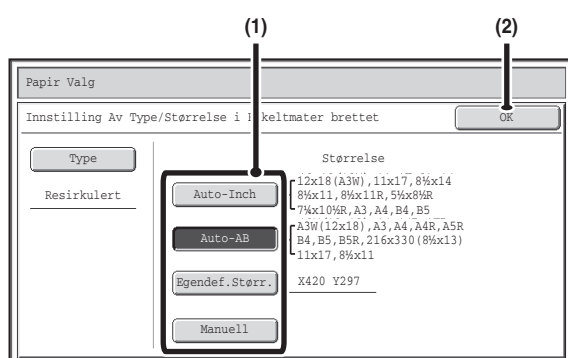 (1) (2)
Papir Valg
Innstilling Av Type/Størrelse i keltmater brettet OK
Type Størrelse
Resirkulert
Auto-Inch
12x18(A3W),11x17,8½x14
8½x11,8½x11R,5½x8½R
7¼x10½R,A3,A4,B4,B5
Auto-AB
A3W(12x18),A3,A4,A4R,A5R
B4,B5,B5R,216x330(8½x13)
11x17,8½x11
Egendef.Størr. X420 Y297
Manuell